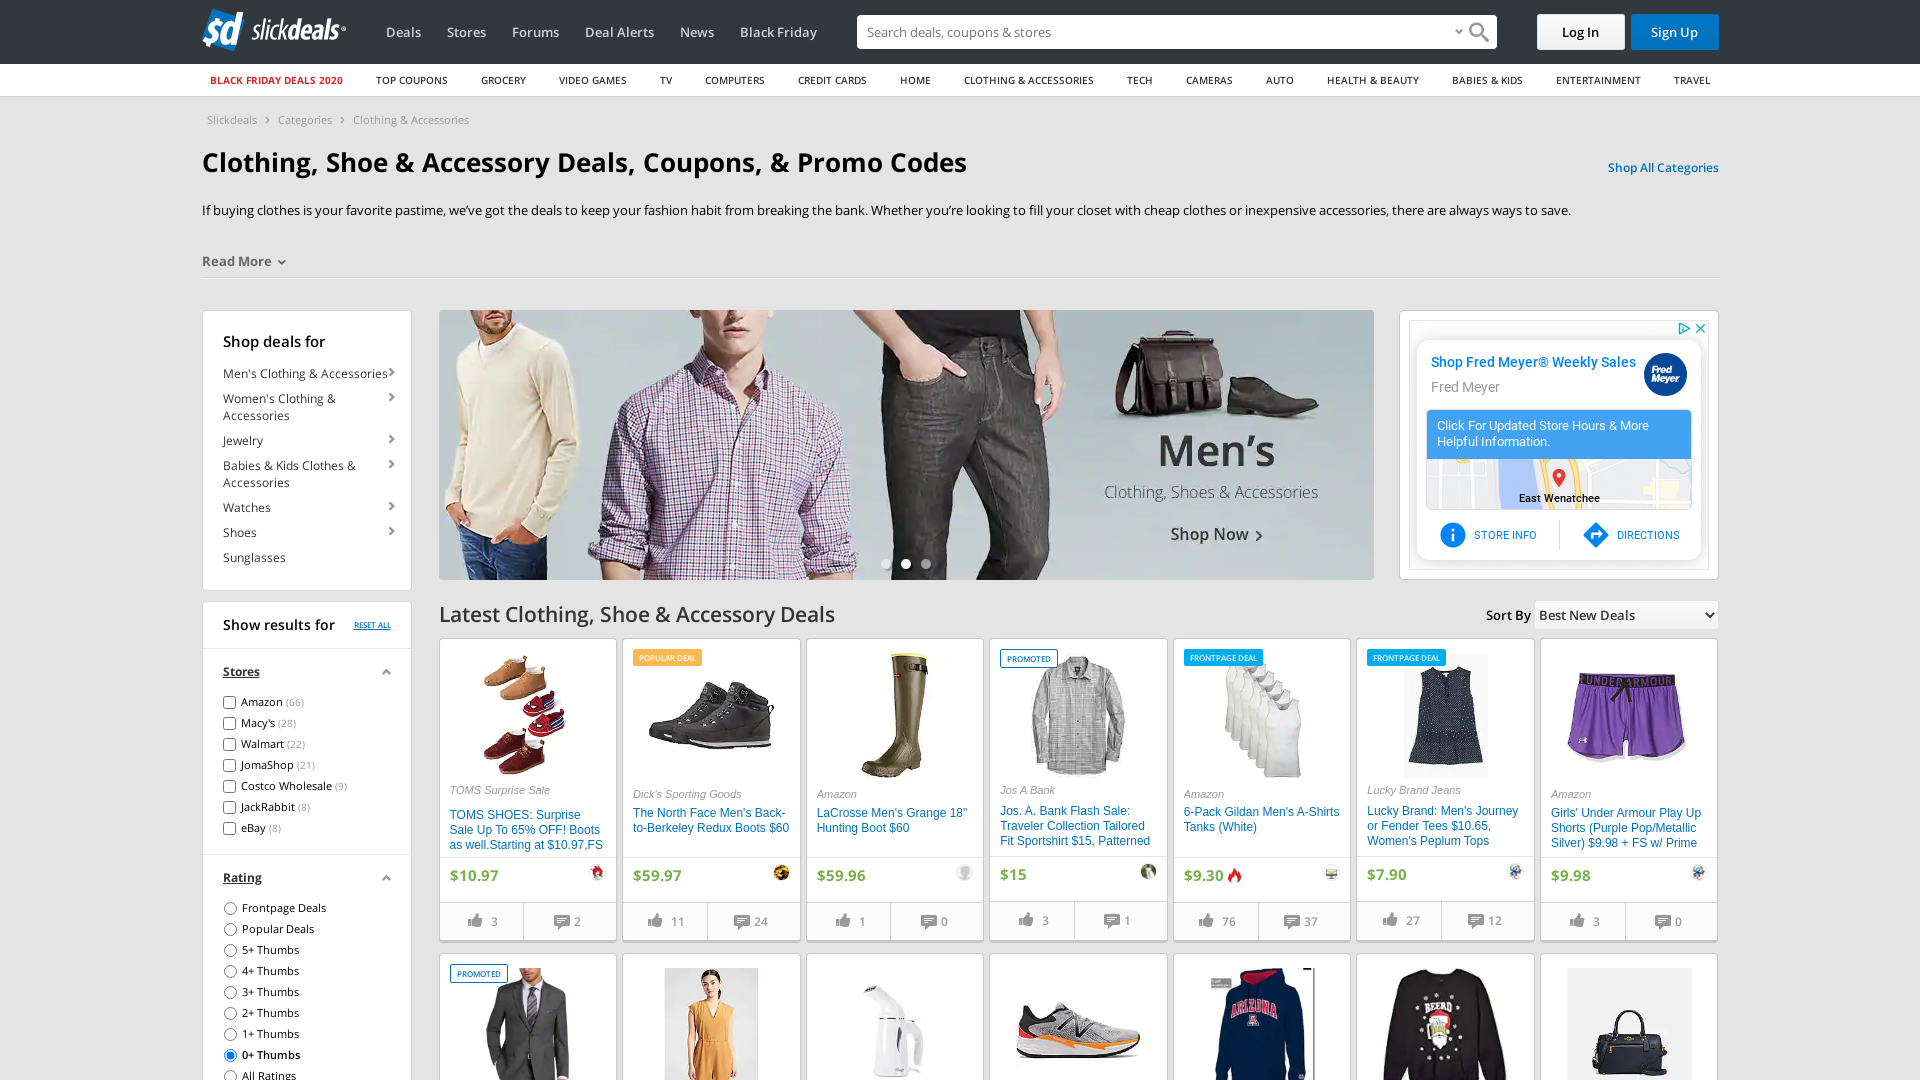 sd slickdeals
Deals
Stores
Forums
Deal Alerts
News
Black Friday
Search deals, coupons & stores
Log In
Sign Up
BLACK FRIDAY DEALS 2020
TOP COUPONS
GROCERY
VIDEO GAMES
TV
COMPUTERS
CREDIT CARDS
HOME
CLOTHING & ACCESSORIES
TECH
CAMERAS
AUTO
HEALTH & BEAUTY
BABIES & KIDS
ENTERTAINMENT
TRAVEL
Slickdeals
Categories
Clothing & Accessories
Clothing, Shoe & Accessory Deals, Coupons, & Promo Codes
Shop All Categories
If buying clothes is your favorite pastime, we’ve got the deals to keep your fashion habit from breaking the bank. Whether you’re looking to fill your closet with cheap clothes or inexpensive accessories, there are always ways to save.
Read More
Shop deals for
Men's Clothing & Accessories
Women's Clothing &
Accessories
Jewelry
Babies & Kids Clothes &
Accessories
Watches
Shoes
Sunglasses
Men’s
Clothing, Shoes & Accessories
Shop Now
Shop Fred Meyer® Weekly Sales
Fred Meyer
Fred
Meyer
Click For Updated Store Hours & More
Helpful Information.
East Wenatchee
STORE INFO
DIRECTIONS
Show results for
RESET ALL
Stores
Amazon (66)
Macy's (28)
Walmart (22)
JomaShop (21)
Costco Wholesale (9)
JackRabbit (8)
eBay (8)
Rating
Frontpage Deals
Popular Deals
5+ Thumbs
4+ Thumbs
3+ Thumbs
2+ Thumbs
1+ Thumbs
0+ Thumbs
All Ratings
Latest Clothing, Shoe & Accessory Deals
Sort By
Best New Deals
TOMS Surprise Sale
TOMS SHOES: Surprise
Sale Up To 65% OFF! Boots
as well.Starting at $10.97,FS
$10.97
3
2
POPULAR DEAL
Dick's Sporting Goods
The North Face Men's Back-
to-Berkeley Redux Boots $60
$59.97
11
24
Amazon
LaCrosse Men's Grange 18"
Hunting Boot $60
$59.96
1
0
PROMOTED
Jos A Bank
Jos. A. Bank Flash Sale:
Traveler Collection Tailored
Fit Sportshirt $15, Patterned
$15
3
1
FRONTPAGE DEAL
Amazon
6-Pack Gildan Men's A-Shirts
Tanks (White)
$9.30
76
37
FRONTPAGE DEAL
Lucky Brand Jeans
Lucky Brand: Men's Journey
or Fender Tees $10.65,
Women's Peplum Tops
$7.90
27
12
UNDER ARMOUR
Amazon
Girls' Under Armour Play Up
Shorts (Purple Pop/Metallic
Silver) $9.98 + FS w/ Prime
$9.98
3
0
PROMOTED
ARIZONA
A
BEERD